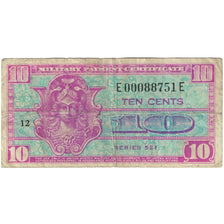 10 MILITARY PAYMENT CERTIFICATE 10
E00088751E
TEN CENTS
12
SERIES 521
10 10